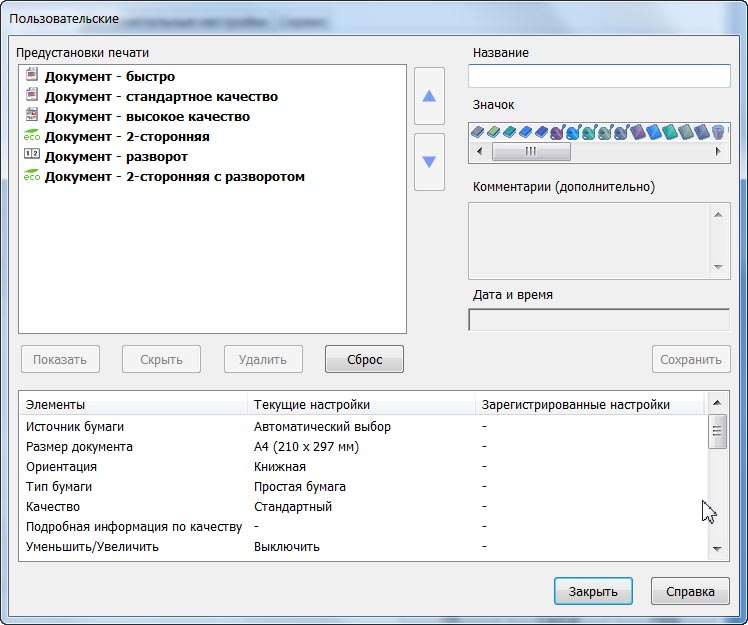 Пользовательские
Предустановки печати
Документ - быстро
Документ - стандартное качество
Документ - высокое качество
eco Документ - 2-сторонняя
1 2 Документ - разворот
eco Документ - 2-сторонняя с разворотом
Название
Значок
Комментарии (дополнительно)
Дата и время
Показать Скрыть Удалить Сброс Сохранить
Элементы Текущие настройки Зарегистрированные настройки
Источник бумаги Автоматический выбор -
Размер документа A4 (210 x 297 мм) -
Ориентация Книжная -
Тип бумаги Простая бумага -
Качество Стандартный -
Подробная информация по качеству - -
Уменьшить/Увеличить Выключить -
Закрыть Справка